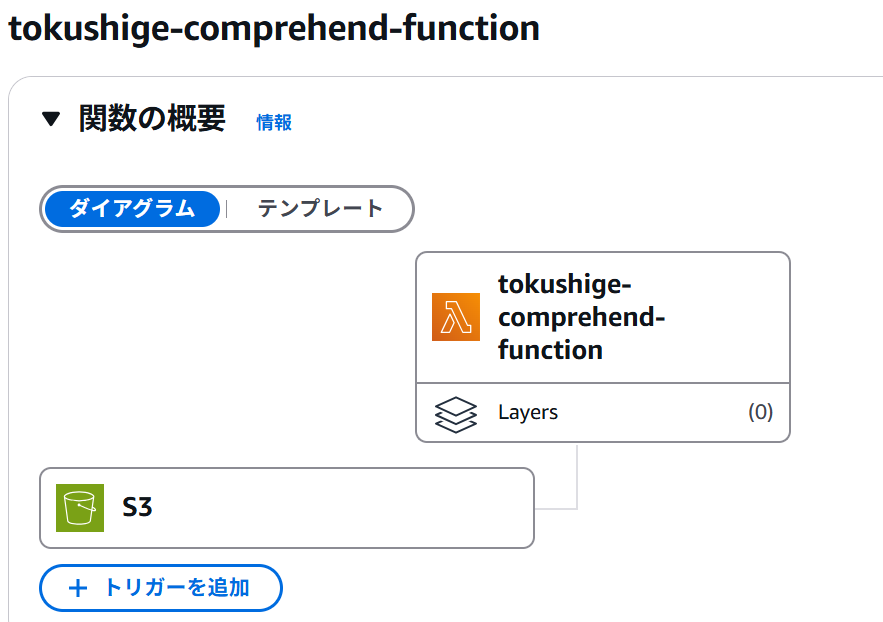 tokushige-comprehend-function
関数の概要 情報
ダイアグラム | テンプレート
tokushige-
comprehend-
function
Layers (0)
S3
トリガーを追加